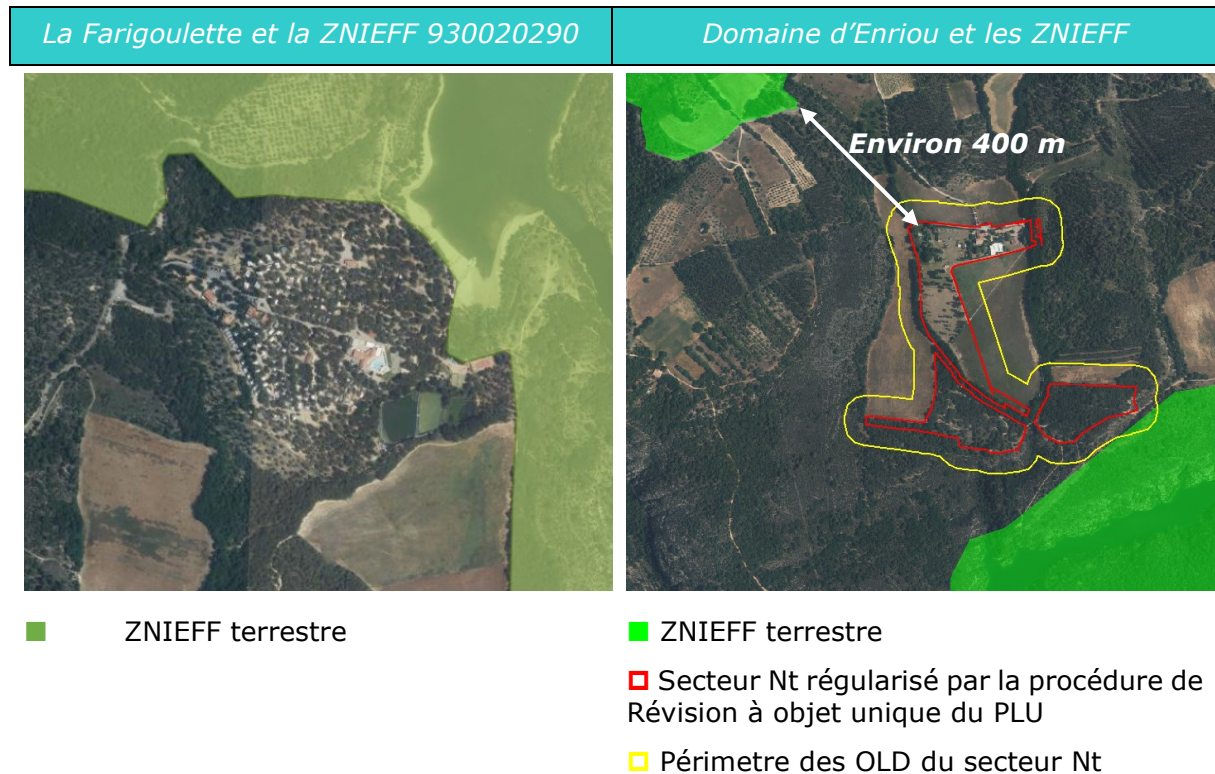 La Farigoulette et la ZNIEFF 930020290
Domaine d'Enriou et les ZNIEFF
Environ 400 m
ZNIEFF terrestre
ZNIEFF terrestre
Secteur Nt régularisé par la procédure de
Révision à objet unique du PLU
Périmetre des OLD du secteur Nt